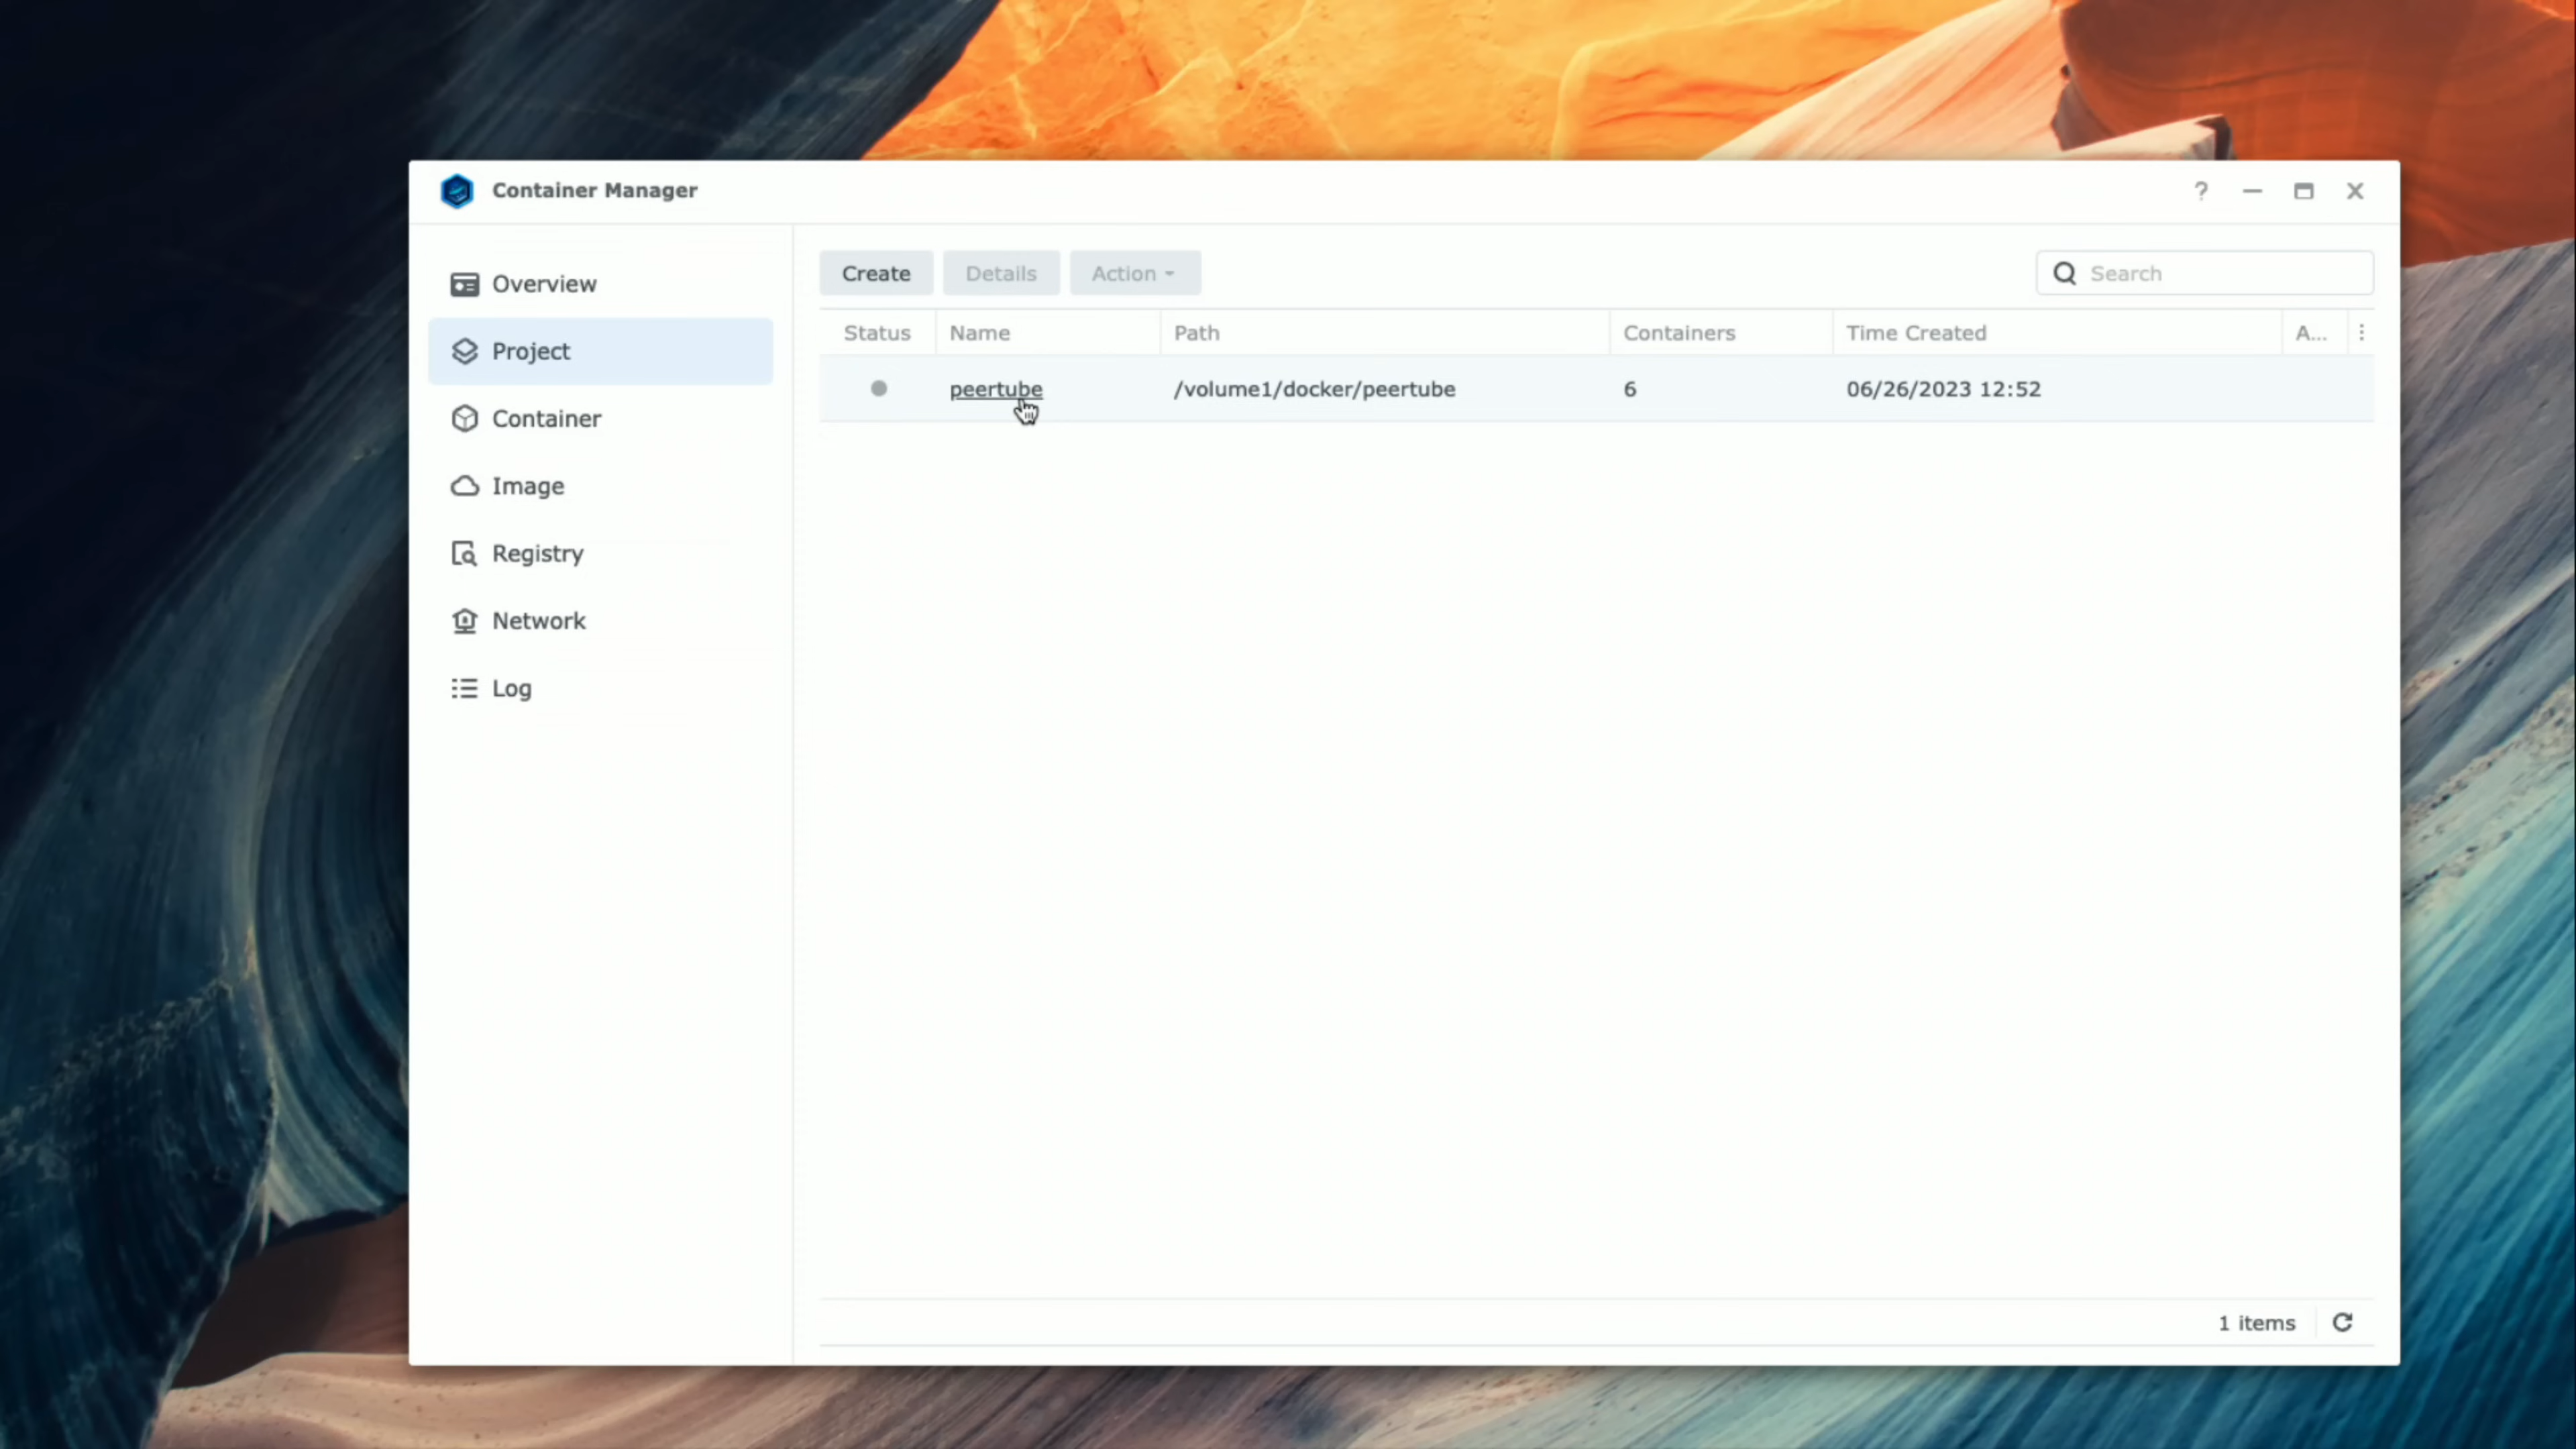 Container Manager
?
Overview
Project
Container
Image
Registry
Network
Log
Create Details Action
Search
Status Name Path Containers Time Created A...
peertube /volume1/docker/peertube 6 06/26/2023 12:52
1 items